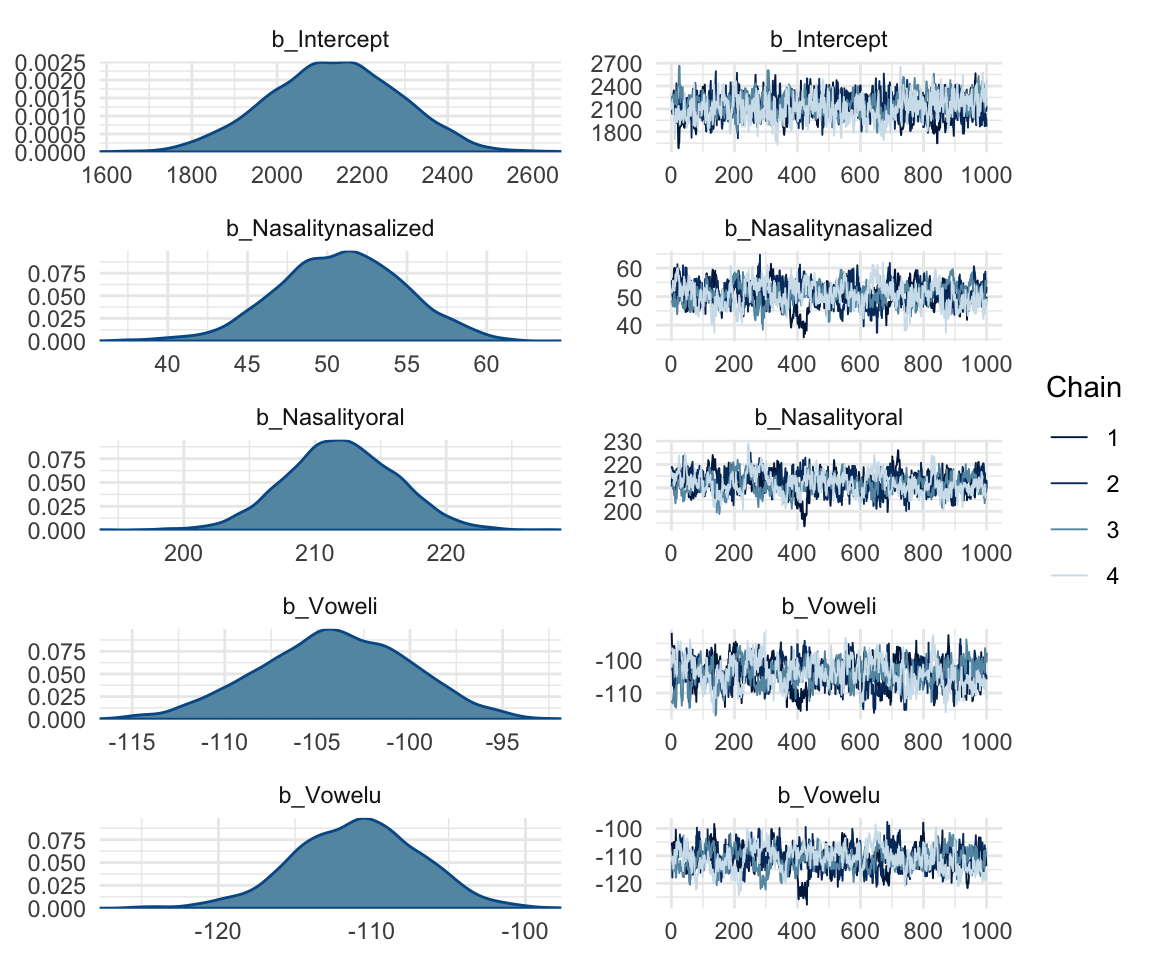 b_Intercept
0.0025
0.0020
0.0015
0.0010
0.0005
0.0000
1600 1800 2000 2200 2400 2600
b_Intercept
2700
2400
2100
1800
0 200 400 600 800 1000
b_Nasalitynasalized
0.075
0.050
0.025
0.000
40 45 50 55 60
b_Nasalitynasalized
60
50
40
0 200 400 600 800 1000
b_Nasalityoral
0.075
0.050
0.025
0.000
200 210 220
b_Nasalityoral
230
220
210
200
0 200 400 600 800 1000
b_Voweli
0.075
0.050
0.025
0.000
-115 -110 -105 -100 -95
b_Voweli
-100
-110
0 200 400 600 800 1000
b_Vowelu
0.075
0.050
0.025
0.000
-120 -110 -100
b_Vowelu
-100
-110
-120
0 200 400 600 800 1000
Chain
1
2
3
4